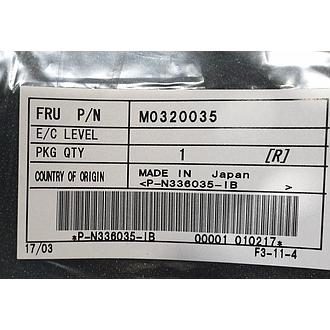 FRU P/N M0320035
E/C LEVEL
PKG QTY 1 [R]
COUNTRY OF ORIGIN MADE IN Japan
<P-N336035-IB >
*P-N336035-IB 00001 010217*
17/03 F3-11-4